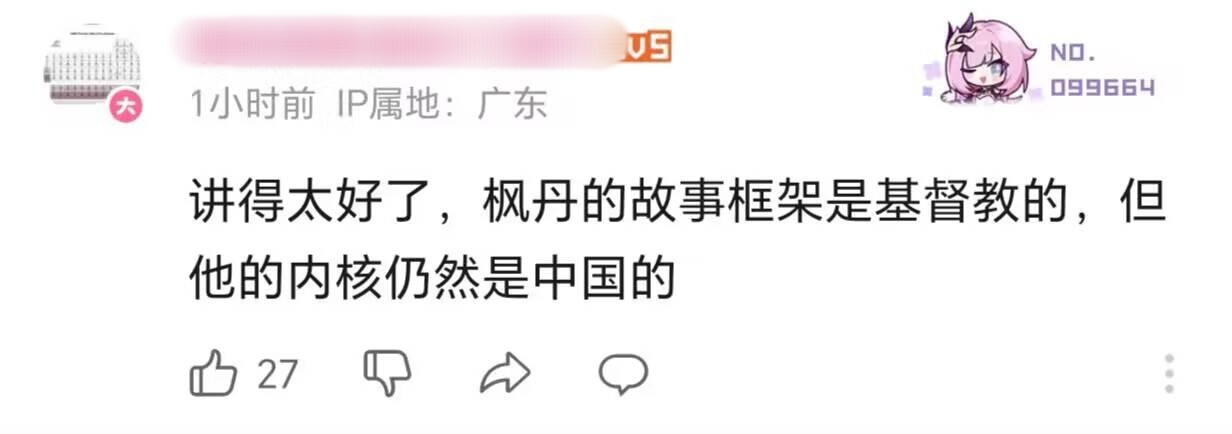 V5
1小时前 IP属地：广东
NO.
099664
大
讲得太好了，枫丹的故事框架是基督教的，但
他的内核仍然是中国的
27